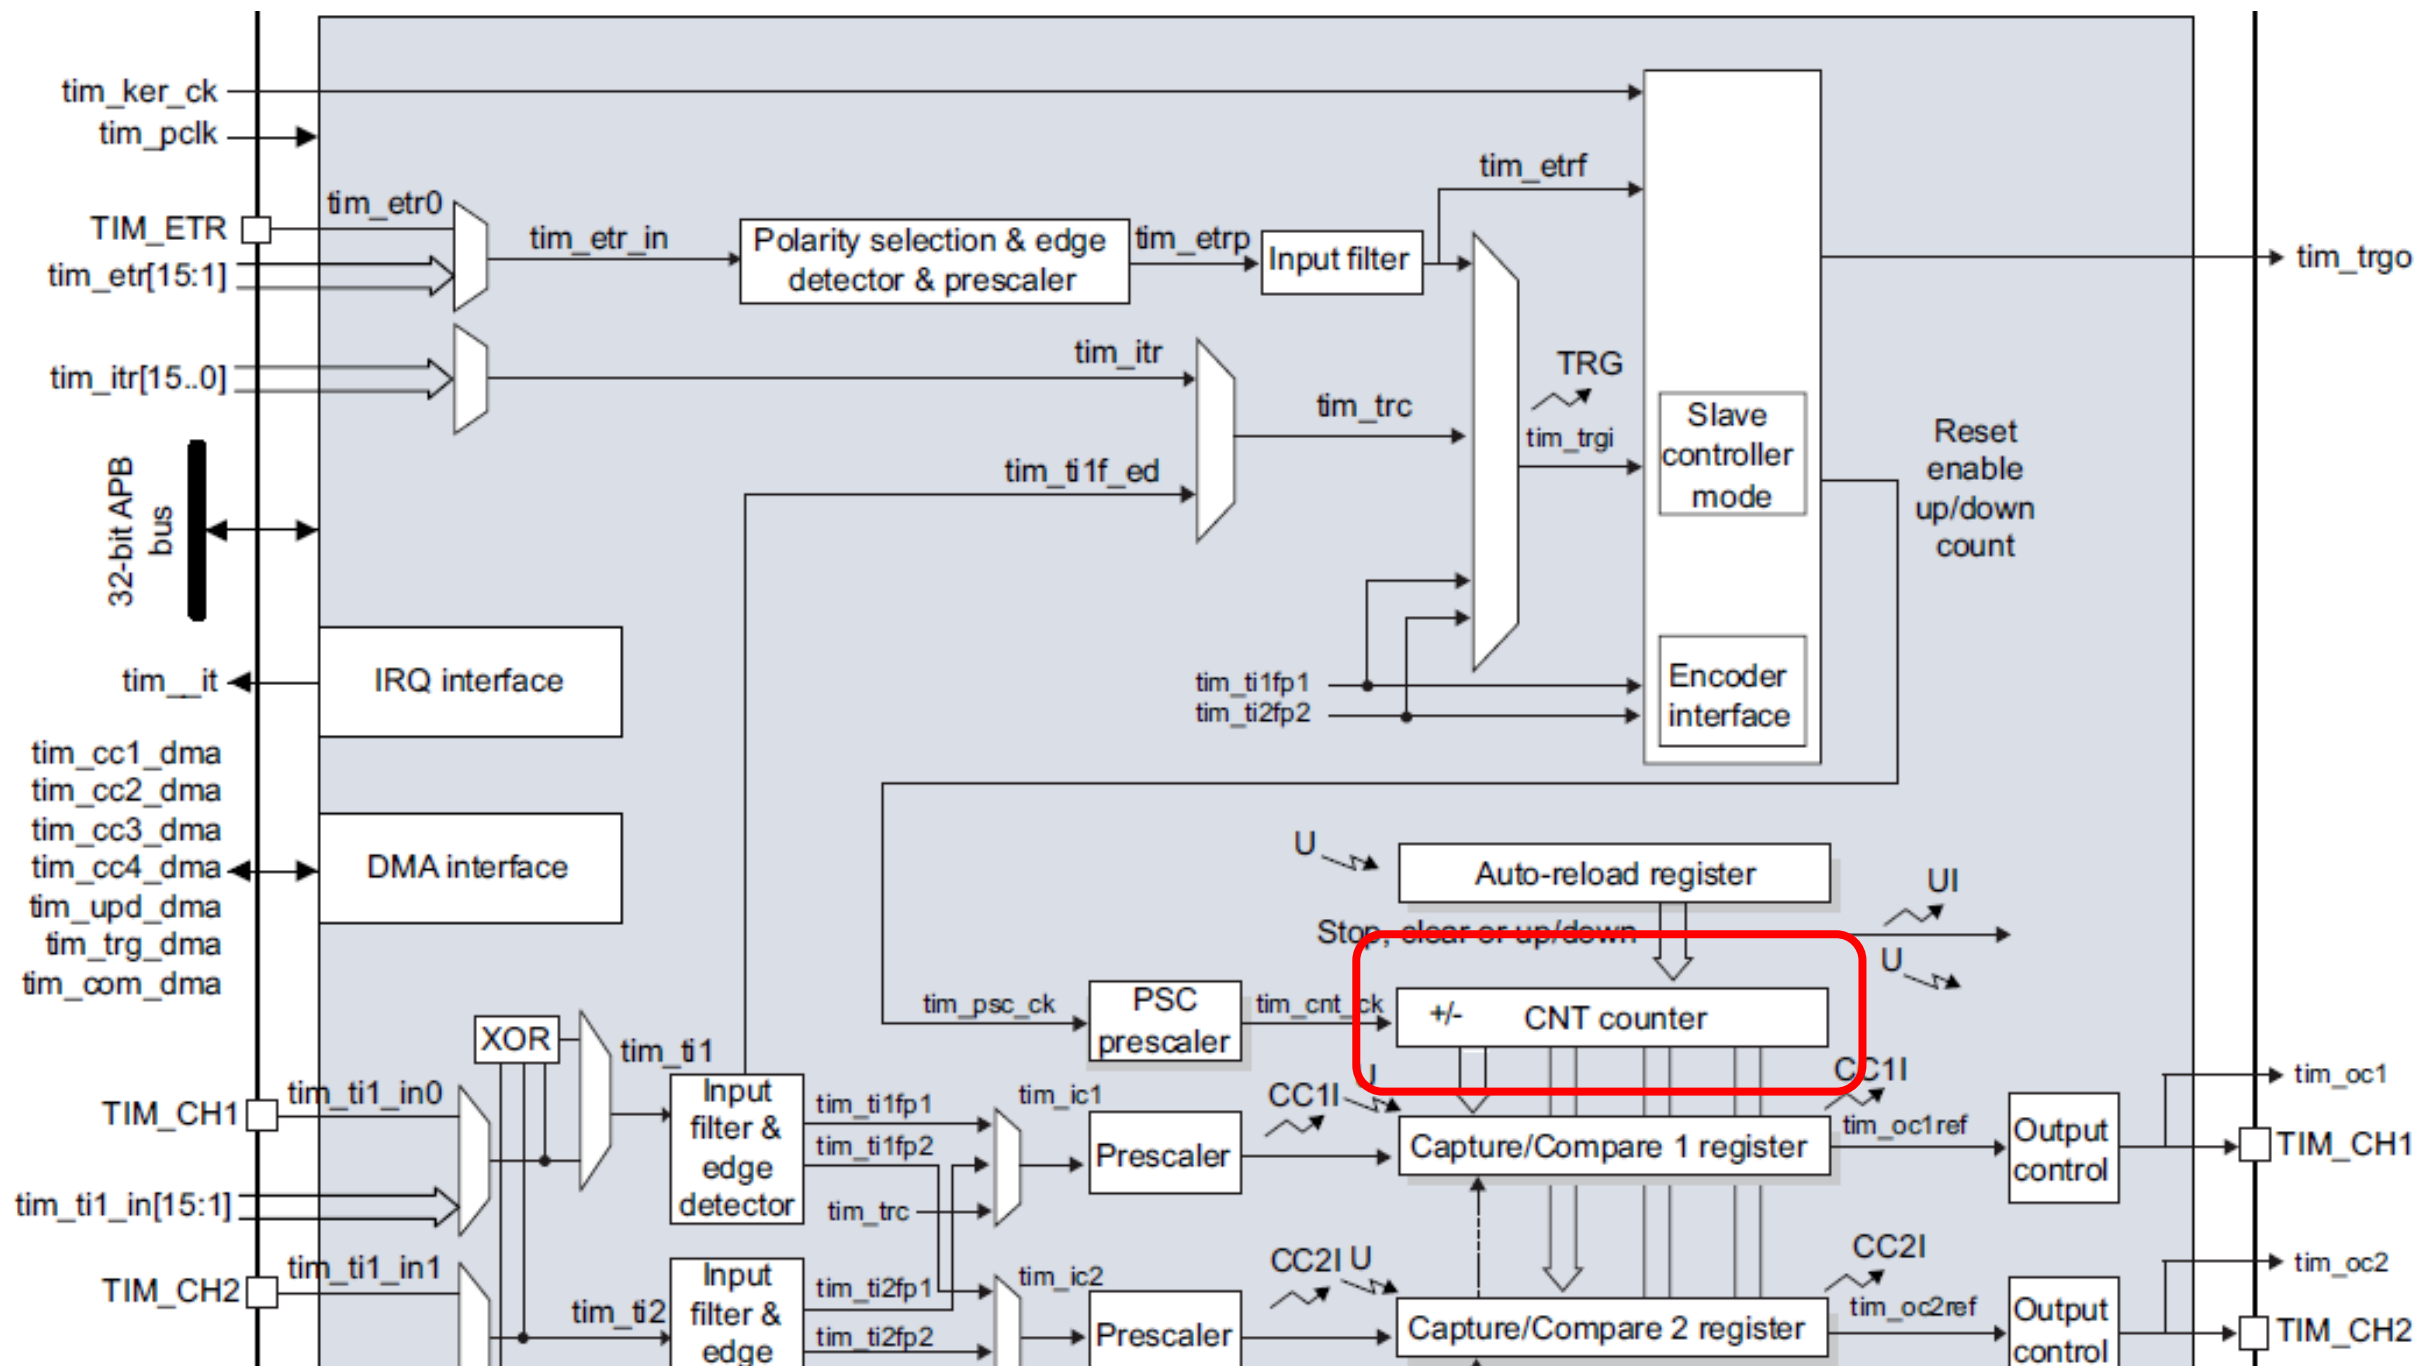 tim_ker_ck
tim_pclk
tim_etrf
tim_etr0
TIM_ETR
tim_etr_in
Polarity selection & edge
detector & prescaler
tim_etrp
Input filter
tim_trgo
tim_etr[15:1]
tim_itr
tim_itr[15..0]
TRG
tim_trc
tim_trgi
Slave
controller
mode
Reset
enable
up/down
count
tim_ti1f_ed
32-bit APB
bus
tim__it
IRQ interface
tim_ti1fp1
tim_ti2fp2
Encoder
interface
tim_cc1_dma
tim_cc2_dma
tim_cc3_dma
tim_cc4_dma
tim_upd_dma
tim_trg_dma
tim_com_dma
DMA interface
U
Auto-reload register
UI
Stop, clear or up/down
U
tim_psc_ck
PSC
prescaler
tim_cnt_ck
+/-
CNT counter
XOR
tim_ti1
tim_ti1_in0
TIM_CH1
tim_ti1_in[15:1]
Input
filter &
edge
detector
tim_ti1fp1
tim_ti1fp2
tim_trc
tim_ic1
Prescaler
CC1I
U
Capture/Compare 1 register
CC1I
tim_oc1ref
Output
control
tim_oc1
TIM_CH1
tim_ti1_in1
TIM_CH2
tim_ti2
Input
filter &
edge
tim_ti2fp1
tim_ti2fp2
tim_ic2
Prescaler
CC2I
U
Capture/Compare 2 register
CC2I
tim_oc2ref
Output
control
tim_oc2
TIM_CH2